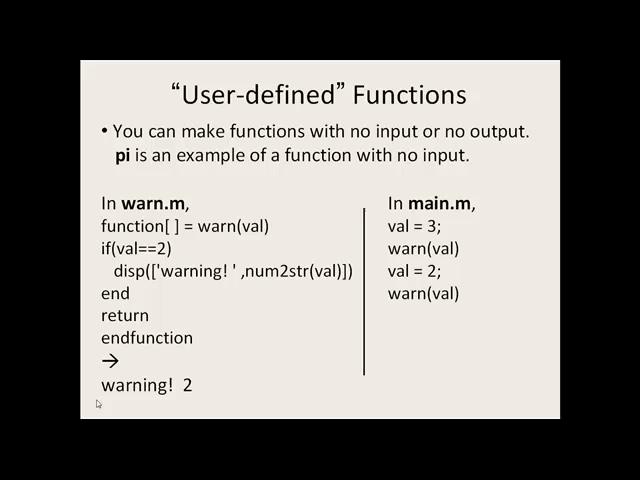 “User-defined” Functions
• You can make functions with no input or no output.
pi is an example of a function with no input.
In warn.m,
function[ ] = warn(val)
if(val==2)
disp(['warning! ' ,num2str(val)])
end
return
endfunction
→
warning!  2
In main.m,
val = 3;
warn(val)
val = 2;
warn(val)